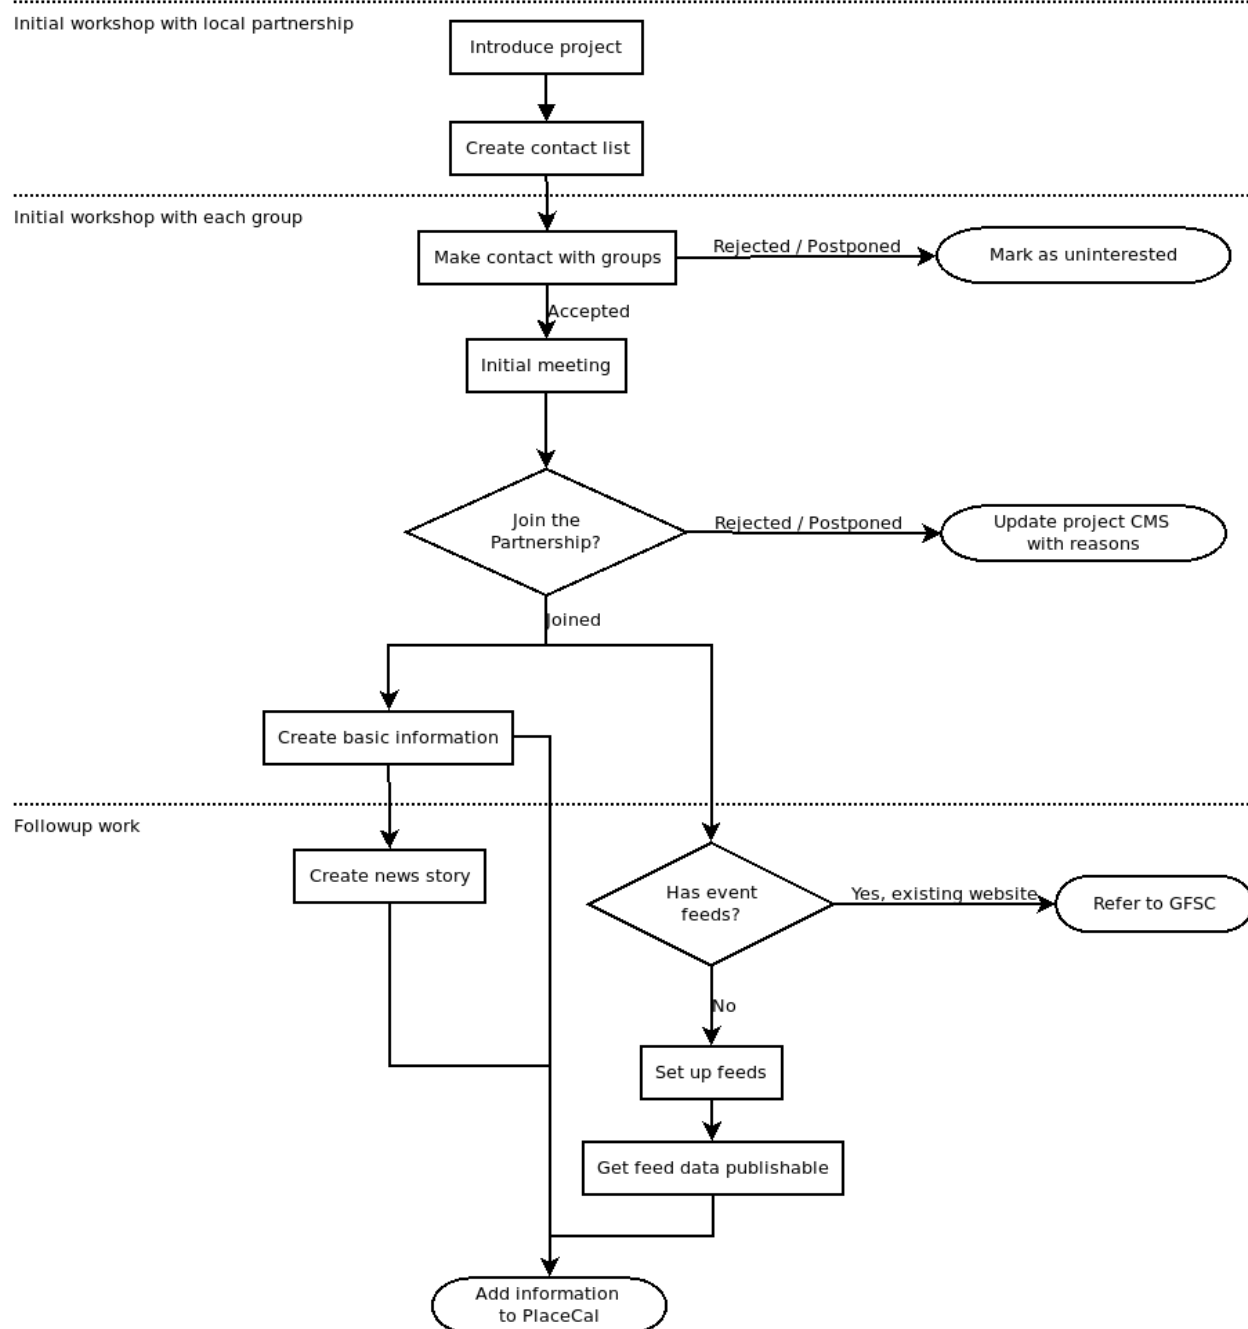 Initial workshop with local partnership
Introduce project
Create contact list
Initial workshop with each group
Make contact with groups
Rejected / Postponed
Mark as uninterested
Accepted
Initial meeting
Join the
Partnership?
Rejected / Postponed
Update project CMS
with reasons
Joined
Create basic information
Followup work
Create news story
Has event
feeds?
Yes, existing website
Refer to GFSC
No
Set up feeds
Get feed data publishable
Add information
to PlaceCal